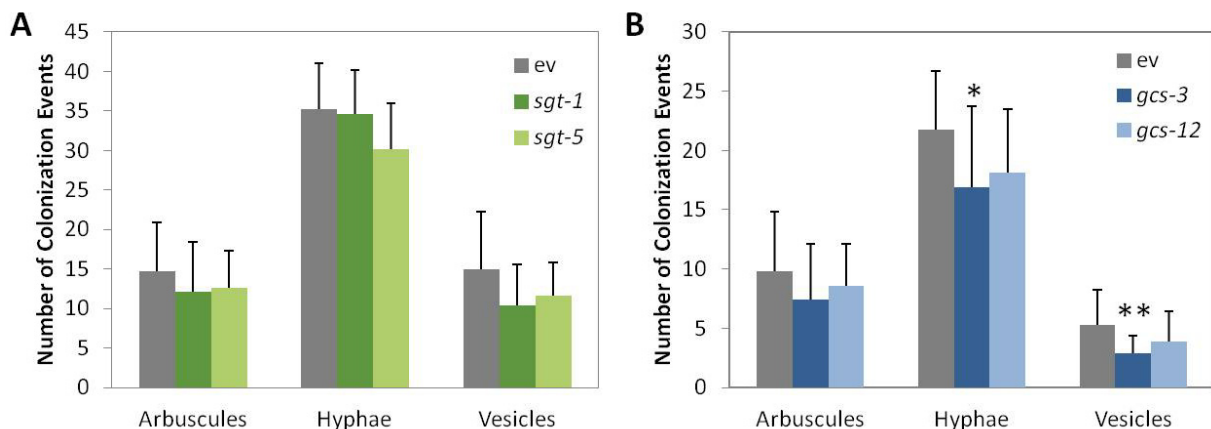 A
Number of Colonization Events
45
40
35
30
25
20
15
10
5
0
ev
sgt-1
sgt-5
Arbuscules Hyphae Vesicles
B
Number of Colonization Events
30
25
20
15
10
5
0
ev
gcs-3
gcs-12
*
**
Arbuscules Hyphae Vesicles